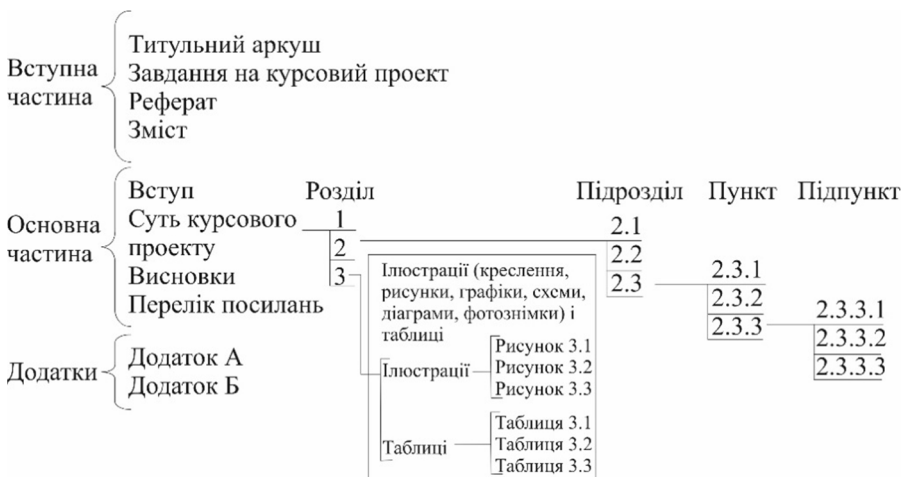 Вступна
частина
Титульний аркуш
Завдання на курсовий проект
Реферат
Зміст
Основна
частина
Вступ
Суть курсового
проекту
Висновки
Перелік посилань
Розділ
1
2
3
Підрозділ
2.1
2.2
2.3
Пункт
2.3.1
2.3.2
2.3.3
Підпункт
2.3.3.1
2.3.3.2
2.3.3.3
Ілюстрації (креслення,
рисунки, графіки, схеми,
діаграми, фотознімки) і
таблиці
Ілюстрації
Рисунок 3.1
Рисунок 3.2
Рисунок 3.3
Таблиці
Таблиця 3.1
Таблиця 3.2
Таблиця 3.3
Додатки
Додаток А
Додаток Б